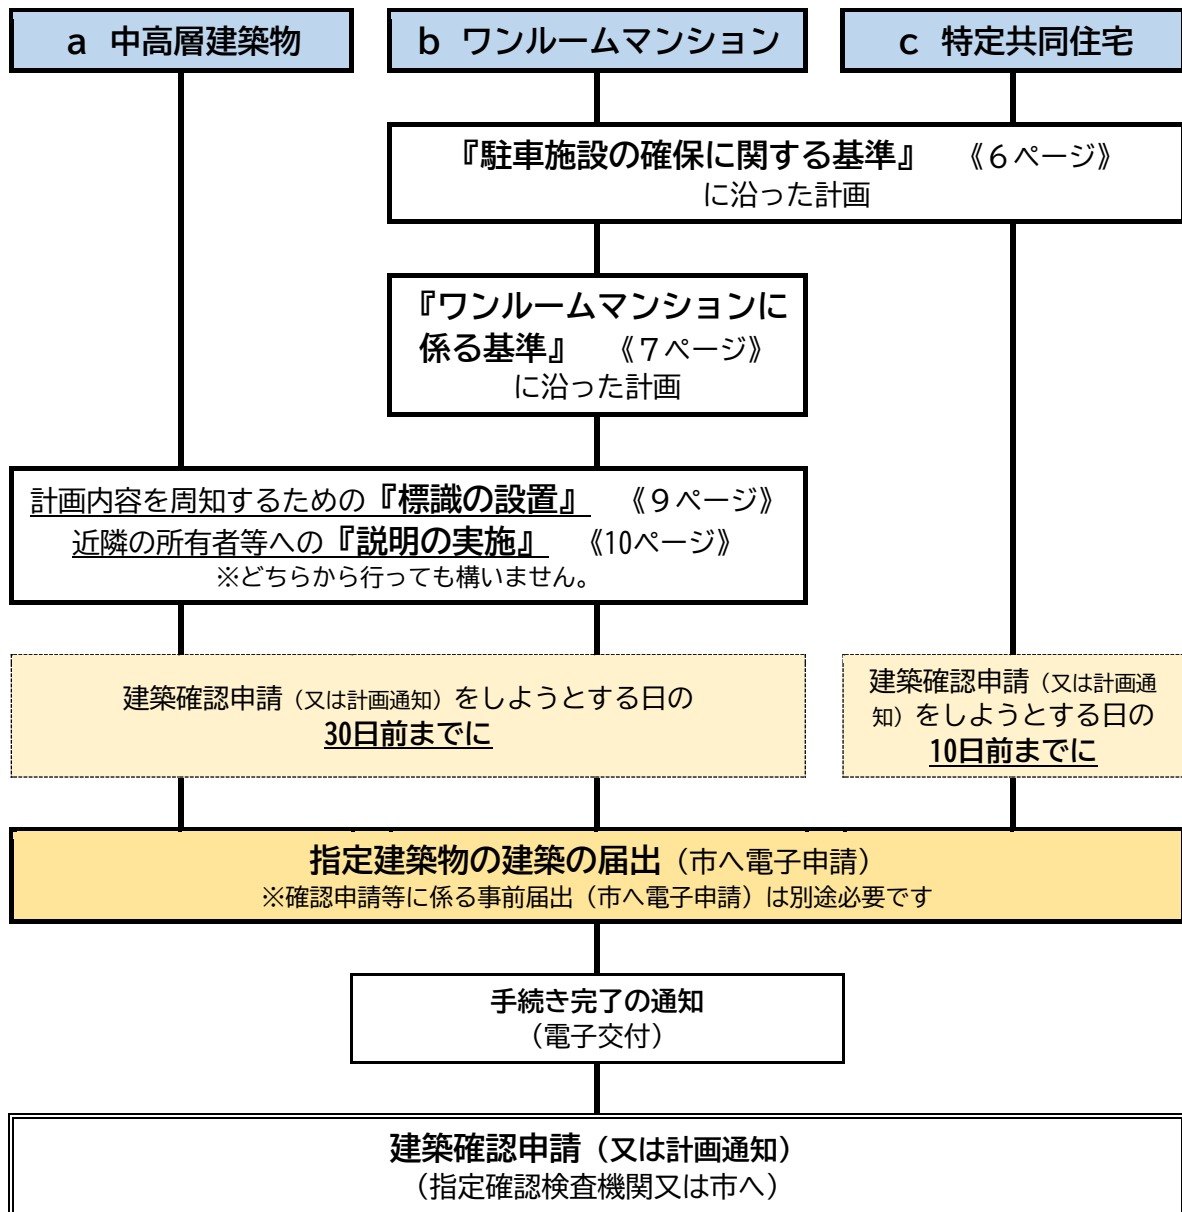 a 中高層建築物
b ワンルームマンション
c 特定共同住宅
『駐車施設の確保に関する基準』 《６ページ》
に沿った計画
『ワンルームマンションに
係る基準』 《７ページ》
に沿った計画
計画内容を周知するための『標識の設置』 《９ページ》
近隣の所有者等への『説明の実施』 《10ページ》
※どちらから行っても構いません。
建築確認申請（又は計画通知）をしようとする日の
30日前までに
建築確認申請（又は計画通
知）をしようとする日の
10日前までに
指定建築物の建築の届出（市へ電子申請）
※確認申請等に係る事前届出（市へ電子申請）は別途必要です
手続き完了の通知
（電子交付）
建築確認申請（又は計画通知）
（指定確認検査機関又は市へ）